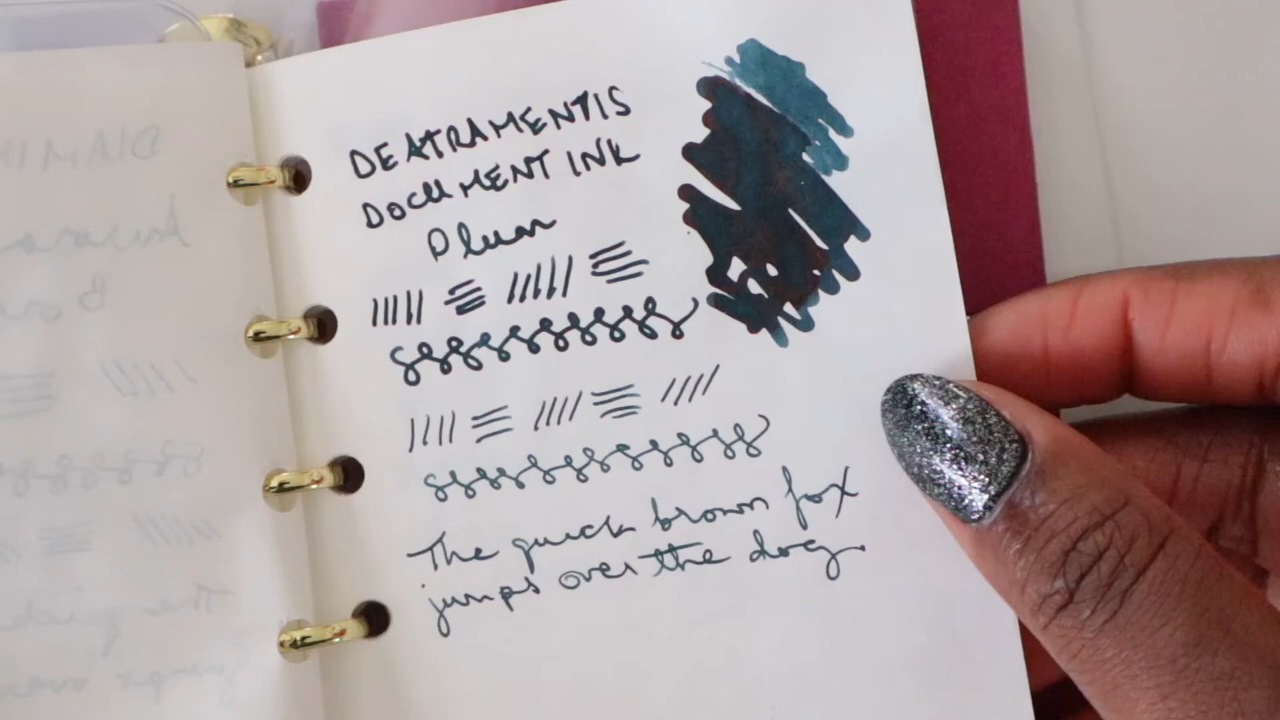 DEATRAMENTIS
DOCUMENT INK
Plum
The quick brown fox
jumps over the dog.